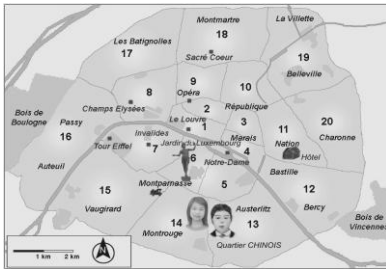 Montmartre
La Villette
18
Les Batignolles
Sacré Coeur
17
19
9
Belleville
8
Opéra
10
Bois de
Boulogne
Champs Elysées
2
République
20
Passy
Le Louvre
1
3
11
16
Invalides
Marais
Nation
Charonne
Tour Eiffel
7
Jardin du Luxembourg
4
Hôtel
Notre-Dame
Auteuil
6
Bastille
15
Montparnasse
5
12
Vaugirard
Austerlitz
Bercy
14
13
Bois de
Vincennes
Montrouge
Quartier CHINOIS
1 km
2 km